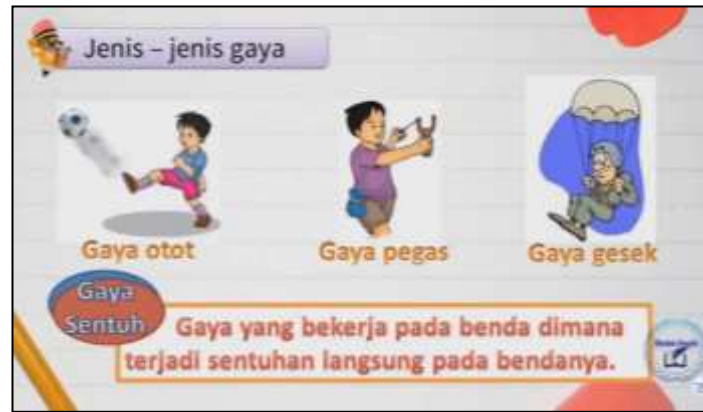 Jenis – jenis gaya
Gaya otot
Gaya pegas
Gaya gesek
Gaya
Sentuh
Gaya yang bekerja pada benda dimana
terjadi sentuhan langsung pada bendanya.